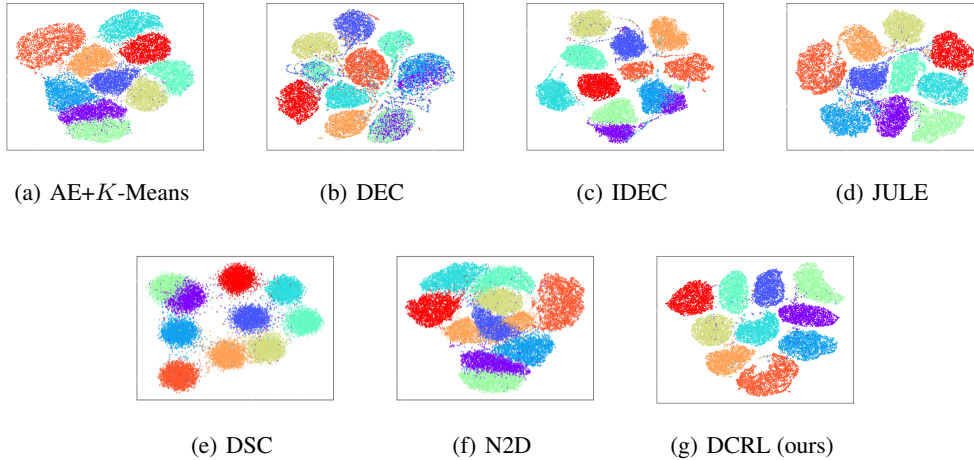 (a) AE+K-Means
(b) DEC
(c) IDEC
(d) JULE
(e) DSC
(f) N2D
(g) DCRL (ours)